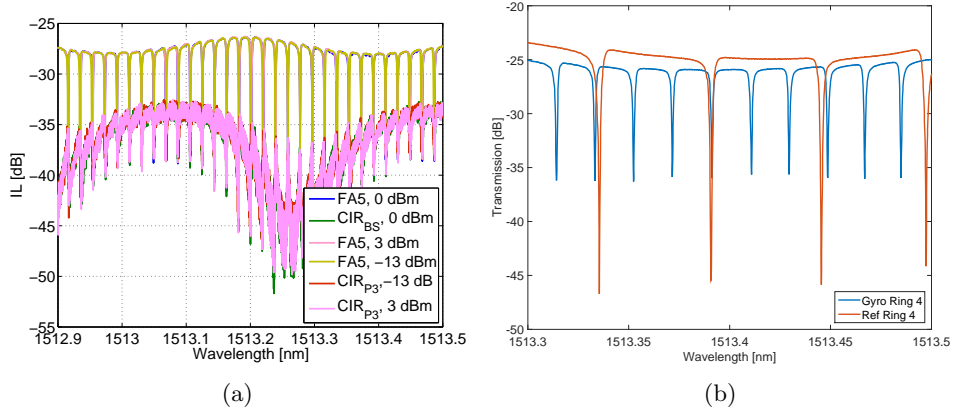 −25
−30
−35
−40
−45
−50
−55
IL [dB]
1512.9 1513 1513.1 1513.2 1513.3 1513.4 1513.5
Wavelength [nm]
FA5, 0 dBm
CIR_BS, 0 dBm
FA5, 3 dBm
FA5, −13 dBm
CIR_P3,−13 dB
CIR_P3, 3 dBm
(a)
-20
-25
-30
-35
-40
-45
-50
Transmission [dB]
1513.3 1513.35 1513.4 1513.45 1513.5
Wavelength [nm]
Gyro Ring 4
Ref Ring 4
(b)